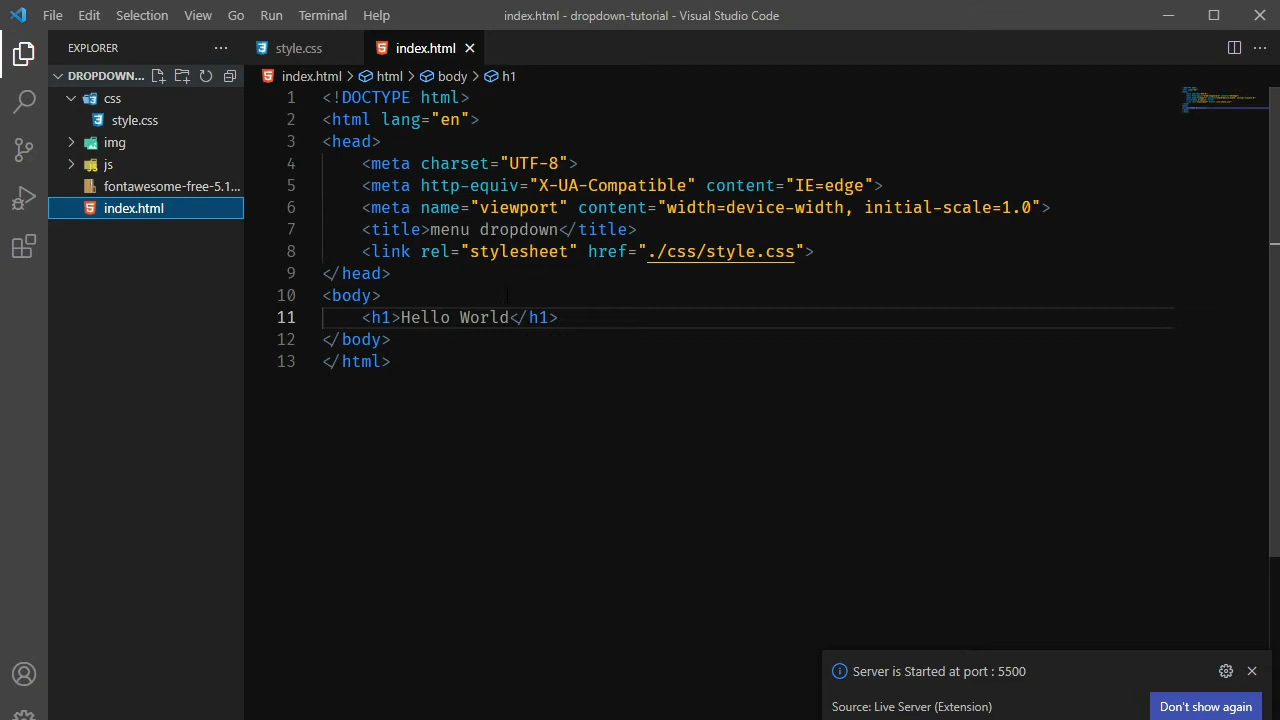 File Edit Selection View Go Run Terminal Help
index.html - dropdown-tutorial - Visual Studio Code
EXPLORER
DROPDOWN...
css
style.css
img
js
fontawesome-free-5.1...
index.html
style.css
index.html
index.html > html > body > h1
1 <!DOCTYPE html>
2 <html lang="en">
3 <head>
4 <meta charset="UTF-8">
5 <meta http-equiv="X-UA-Compatible" content="IE=edge">
6 <meta name="viewport" content="width=device-width, initial-scale=1.0">
7 <title>menu dropdown</title>
8 <link rel="stylesheet" href="./css/style.css">
9 </head>
10 <body>
11 <h1>Hello World</h1>
12 </body>
13 </html>
Server is Started at port : 5500
Source: Live Server (Extension)
Don't show again